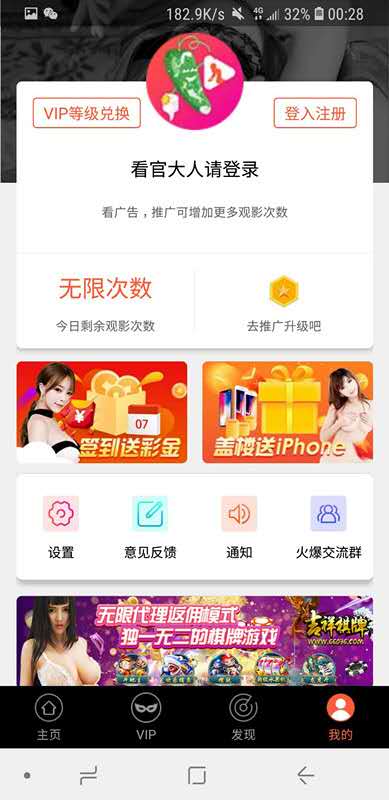 182.9K/s 4G 32% 00:28
VIP等级兑换
登入注册
看官大人请登录
看广告，推广可增加更多观影次数
无限次数
今日剩余观影次数
去推广升级吧
07
签到送彩金
盖楼送iPhone
设置
意见反馈
通知
火爆交流群
无限代理返佣模式
独一无二的棋牌游戏
吉祥棋牌
主页
VIP
发现
我的